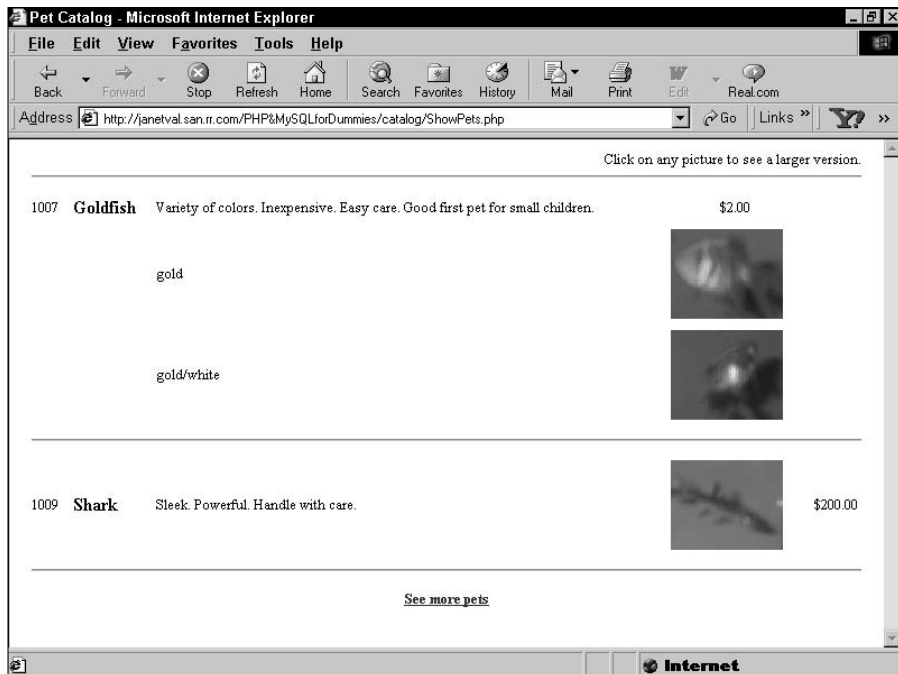 Pet Catalog - Microsoft Internet Explorer
File Edit View Favorites Tools Help
Back Forward Stop Refresh Home Search Favorites History Mail Print Edit Real.com
Address http://janetval.san.rr.com/PHP&MySQLforDummies/catalog/ShowPets.php Go Links » Y? »
Click on any picture to see a larger version.
1007 Goldfish Variety of colors. Inexpensive. Easy care. Good first pet for small children. $2.00
gold
gold/white
1009 Shark Sleek. Powerful. Handle with care. $200.00
See more pets
Internet